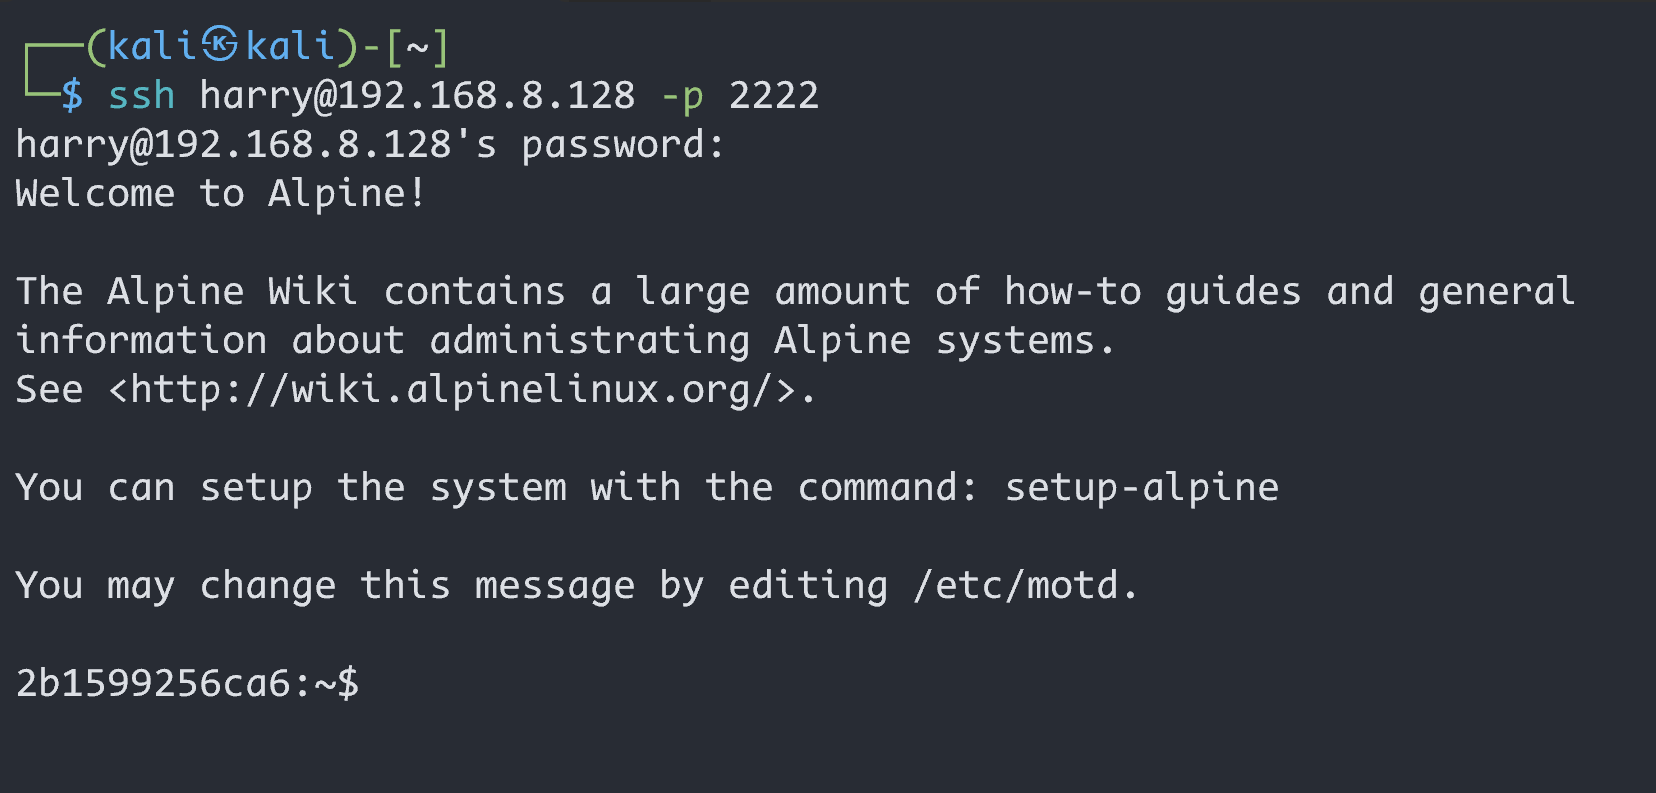 ┌──(kali㉿kali)-[~]
└─$ ssh harry@192.168.8.128 -p 2222
harry@192.168.8.128's password:
Welcome to Alpine!
The Alpine Wiki contains a large amount of how-to guides and general
information about administrating Alpine systems.
See <http://wiki.alpinelinux.org/>.
You can setup the system with the command: setup-alpine
You may change this message by editing /etc/motd.
2b1599256ca6:~$